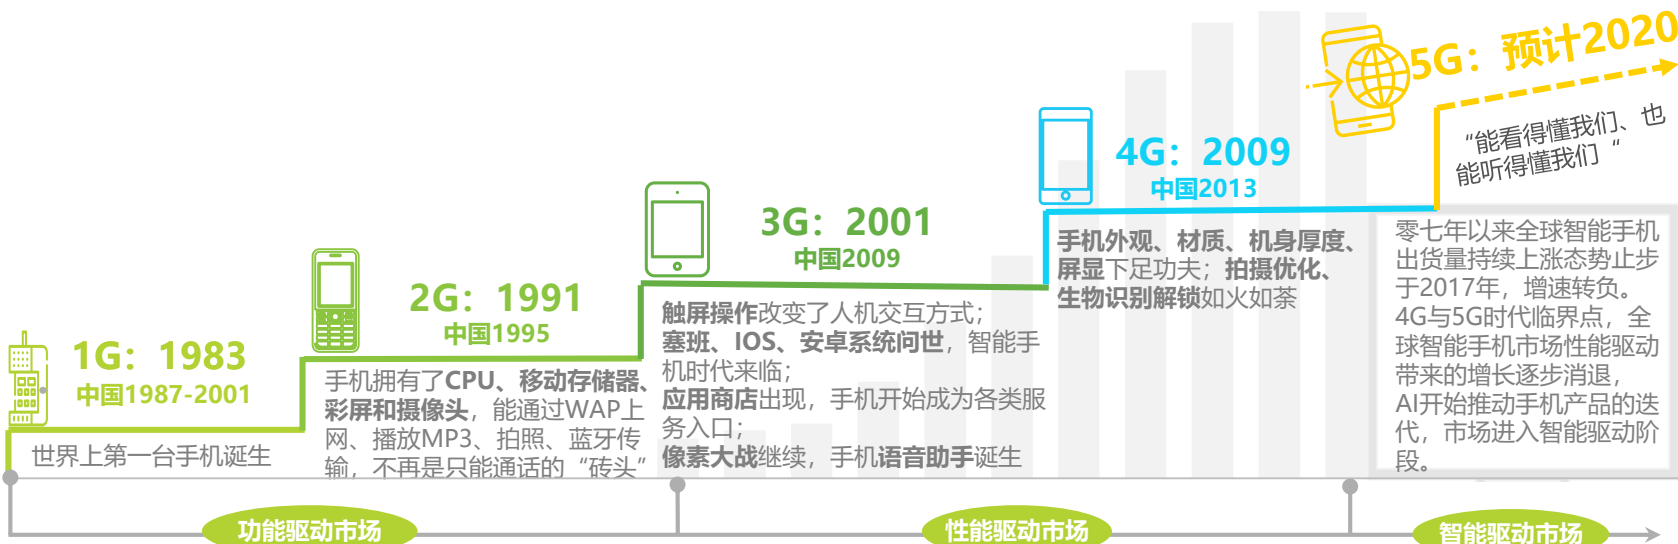 1G：1983
中国1987-2001
世界上第一台手机诞生
2G：1991
中国1995
手机拥有了CPU、移动存储器、
彩屏和摄像头，能通过WAP上
网、播放MP3、拍照、蓝牙传
输，不再是只能通话的“砖头”
3G：2001
中国2009
触屏操作改变了人机交互方式；
塞班、IOS、安卓系统问世，智能手
机时代来临；
应用商店出现，手机开始成为各类服
务入口；
像素大战继续，手机语音助手诞生
4G：2009
中国2013
手机外观、材质、机身厚度、
屏显下足功夫；拍摄优化、
生物识别解锁如火如荼
5G：预计2020
“能看得懂我们、也
能听得懂我们“
零七年以来全球智能手机
出货量持续上涨态势止步
于2017年，增速转负。
4G与5G时代临界点，全
球智能手机市场性能驱动
带来的增长逐步消退，
AI开始推动手机产品的迭
代，市场进入智能驱动阶
段。
功能驱动市场
性能驱动市场
智能驱动市场